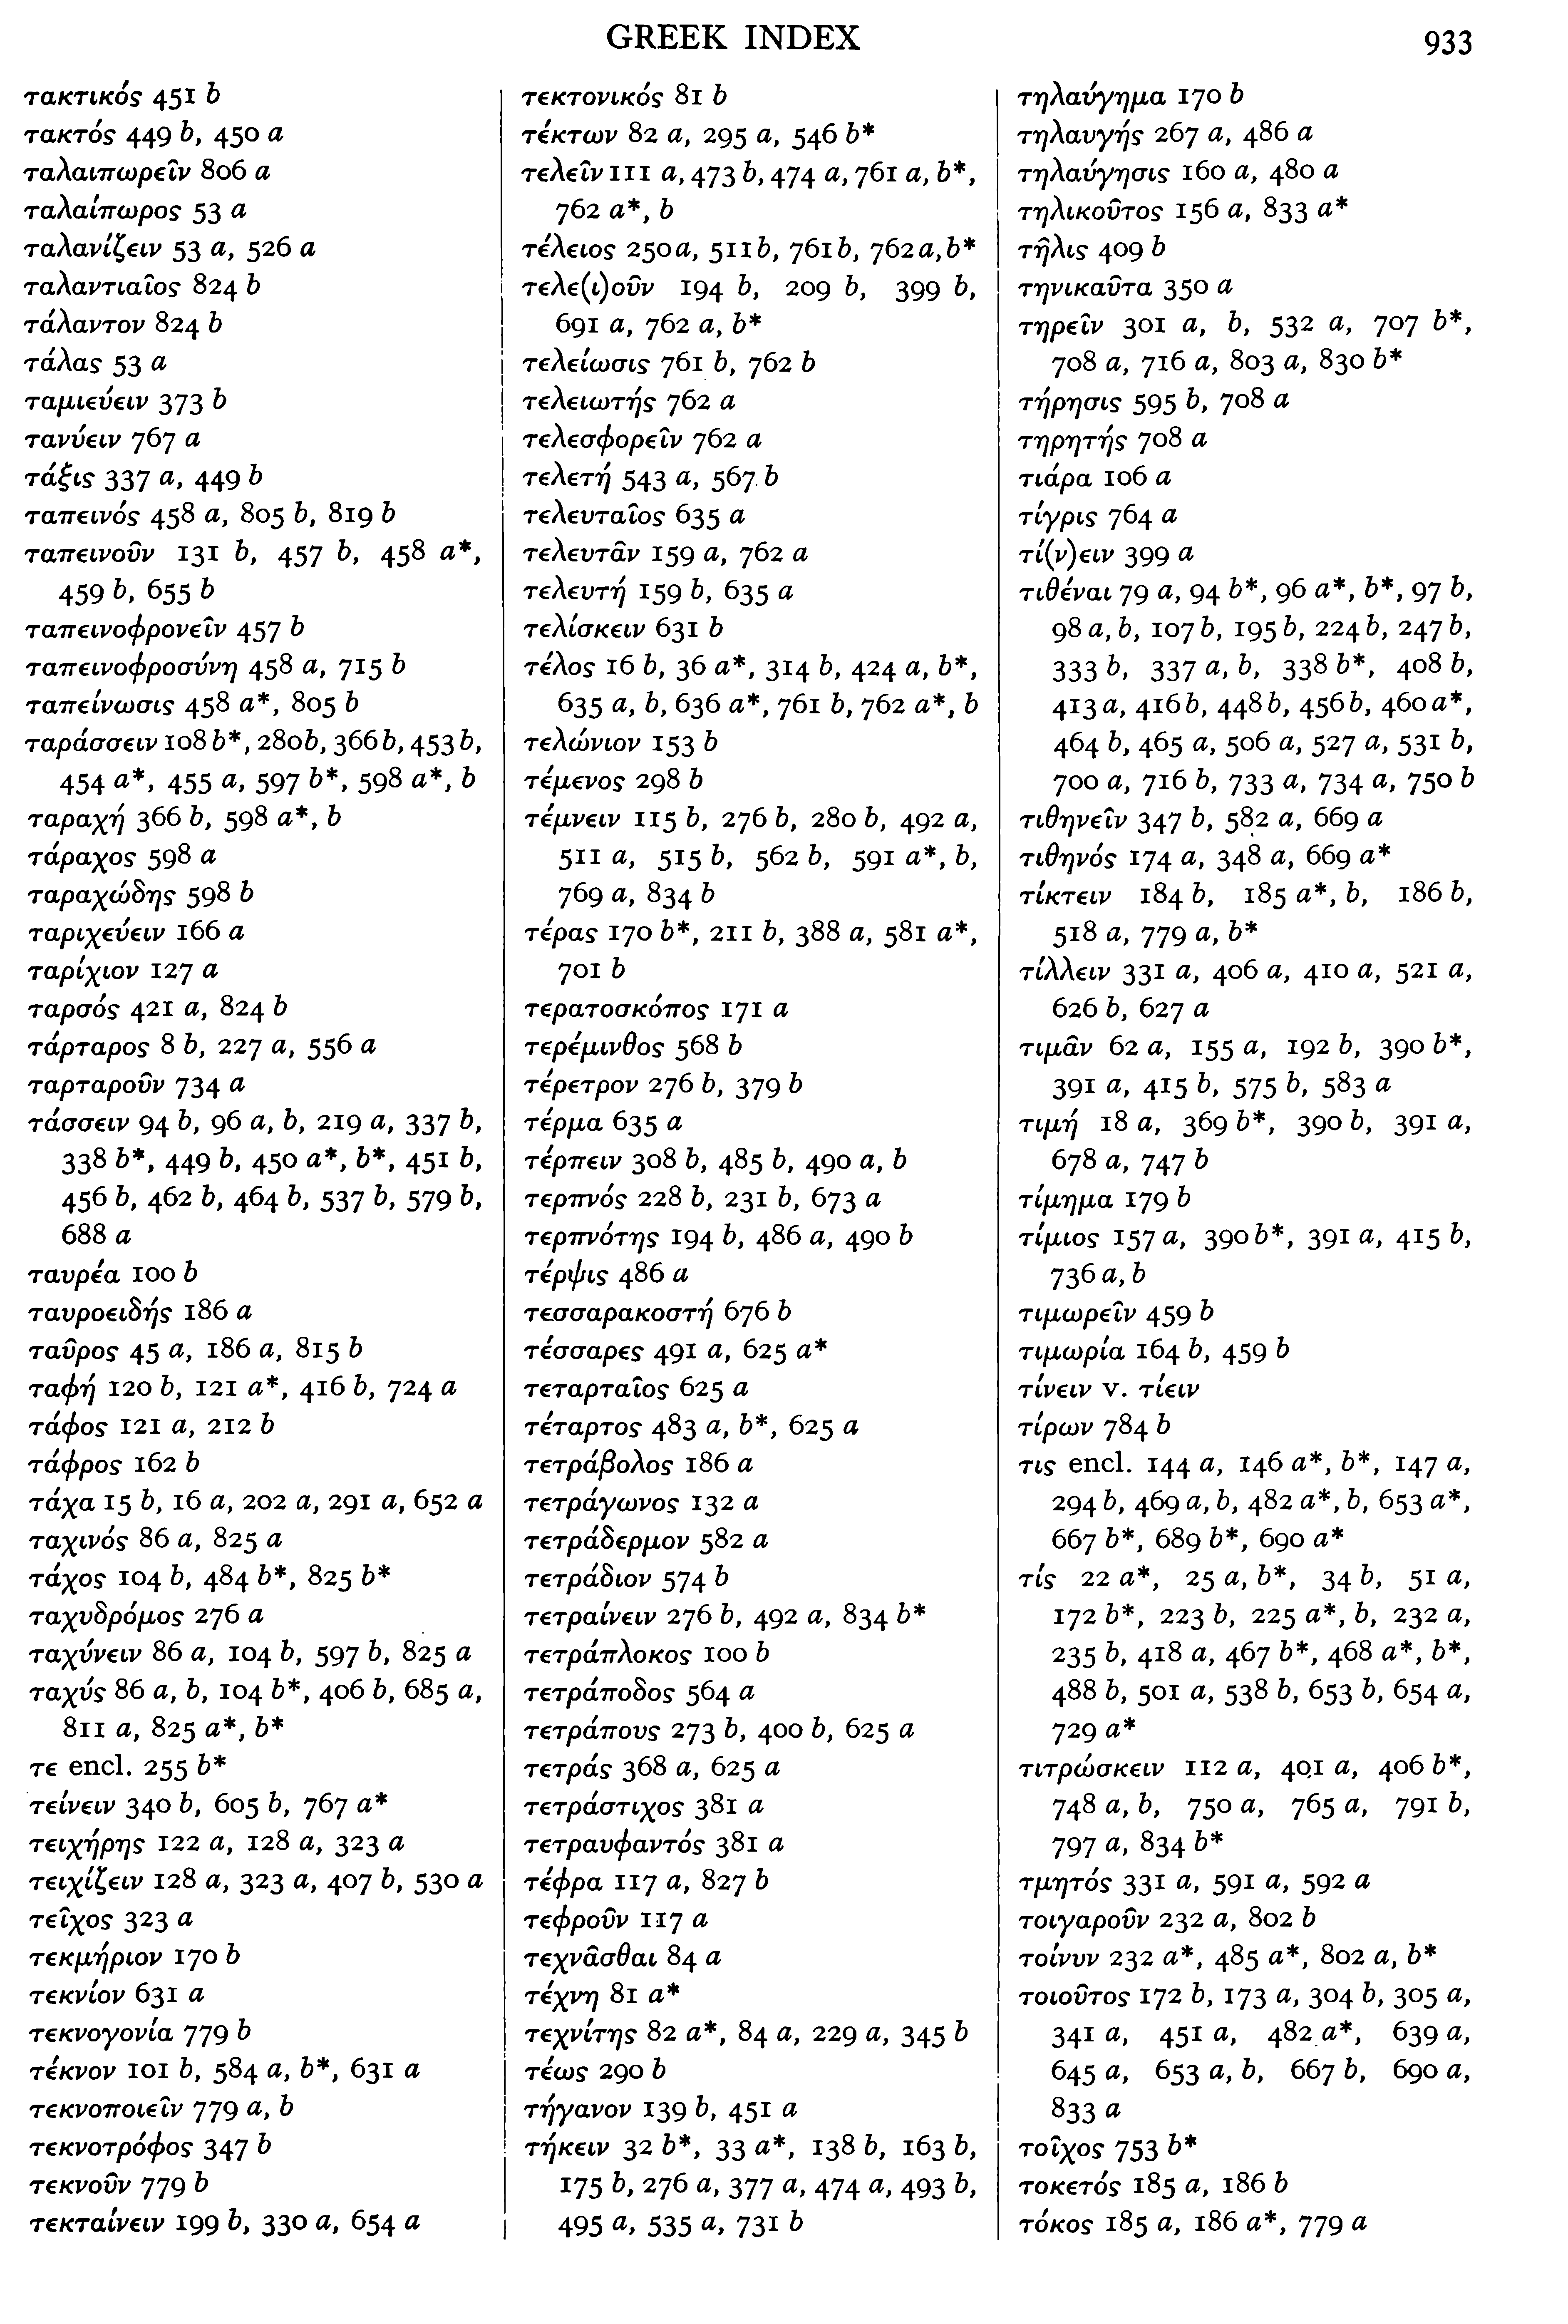 GREEK INDEX
933
τακτικός 451 b
τακτός 449 b, 450 a
ταλαιπωρεῖν 806 a
ταλαίπωρος 53 a
ταλανίζειν 53 a, 526 a
ταλαντιαῖος 824 b
τάλαντον 824 b
τάλας 53 a
ταμιεύειν 373 b
τανύειν 767 a
τάξις 337 a, 449 b
ταπεινός 458 a, 805 b, 819 b
ταπεινοῦν 131 b, 457 b, 458 a*,
459 b, 655 b
ταπεινοφρονεῖν 457 b
ταπεινοφροσύνη 458 a, 715 b
ταπείνωσις 458 a*, 805 b
ταράσσειν 108 b*, 280b, 366b, 453b,
454 a*, 455 a, 597 b*, 598 a*, b
ταραχή 366 b, 598 a*, b
τάραχος 598 a
ταραχώδης 598 b
ταριχεύειν 166 a
ταρίχιον 127 a
ταρσός 421 a, 824 b
τάρταρος 8 b, 227 a, 556 a
ταρταροῦν 734 a
τάσσειν 94 b, 96 a, b, 219 a, 337 b,
338 b*, 449 b, 450 a*, b*, 451 b,
456 b, 462 b, 464 b, 537 b, 579 b,
688 a
ταυρέα 100 b
ταυροειδής 186 a
ταῦρος 45 a, 186 a, 815 b
ταφή 120 b, 121 a*, 416 b, 724 a
τάφος 121 a, 212 b
τάφρος 162 b
τάχα 15 b, 16 a, 202 a, 291 a, 652 a
ταχινός 86 a, 825 a
τάχος 104 b, 484 b*, 825 b*
ταχυδρόμος 276 a
ταχύνειν 86 a, 104 b, 597 b, 825 a
ταχύς 86 a, b, 104 b*, 406 b, 685 a,
811 a, 825 a*, b*
τε encl. 255 b*
τείνειν 340 b, 605 b, 767 a*
τειχήρης 122 a, 128 a, 323 a
τειχίζειν 128 a, 323 a, 407 b, 530 a
τεῖχος 323 a
τεκμήριον 170 b
τεκνίον 631 a
τεκνογονία 779 b
τέκνον 101 b, 584 a, b*, 631 a
τεκνοποιεῖν 779 a, b
τεκνοτρόφος 347 b
τεκνοῦν 779 b
τεκταίνειν 199 b, 330 a, 654 a
τεκτονικός 81 b
τέκτων 82 a, 295 a, 546 b*
τελεῖν 111 a, 473 b, 474 a, 761 a, b*,
762 a*, b
τέλειος 250a, 511b, 761b, 762a, b*
τελε(ι)οῦν 194 b, 209 b, 399 b,
691 a, 762 a, b*
τελείωσις 761 b, 762 b
τελειωτής 762 a
τελεσφορεῖν 762 a
τελετή 543 a, 567 b
τελευταῖος 635 a
τελευτᾶν 159 a, 762 a
τελευτή 159 b, 635 a
τελίσκειν 631 b
τέλος 16 b, 36 a*, 314 b, 424 a, b*,
635 a, b, 636 a*, 761 b, 762 a*, b
τελώνιον 153 b
τέμενος 298 b
τέμνειν 115 b, 276 b, 280 b, 492 a,
511 a, 515 b, 562 b, 591 a*, b,
769 a, 834 b
τέρας 170 b*, 211 b, 388 a, 581 a*,
701 b
τερατοσκόπος 171 a
τερέμινθος 568 b
τέρετρον 276 b, 379 b
τέρμα 635 a
τέρπειν 308 b, 485 b, 490 a, b
τερπνός 228 b, 231 b, 673 a
τερπνότης 194 b, 486 a, 490 b
τέρψις 486 a
τεσσαρακοστή 676 b
τέσσαρες 491 a, 625 a*
τεταρταῖος 625 a
τέταρτος 483 a, b*, 625 a
τετράβολος 186 a
τετράγωνος 132 a
τετράδερμον 582 a
τετράδιον 574 b
τετραίνειν 276 b, 492 a, 834 b*
τετράπλοκος 100 b
τετράποδος 564 a
τετράπους 273 b, 400 b, 625 a
τετράς 368 a, 625 a
τετράστιχος 381 a
τετραυφαντός 381 a
τέφρα 117 a, 827 b
τεφροῦν 117 a
τεχνᾶσθαι 84 a
τέχνη 81 a*
τεχνίτης 82 a*, 84 a, 229 a, 345 b
τέως 290 b
τήγανον 139 b, 451 a
τήκειν 32 b*, 33 a*, 138 b, 163 b,
175 b, 276 a, 377 a, 474 a, 493 b,
495 a, 535 a, 731 b
τηλαύγημα 170 b
τηλαυγής 267 a, 486 a
τηλαύγησις 160 a, 480 a
τηλικοῦτος 156 a, 833 a*
τῆλις 409 b
τηνικαῦτα 350 a
τηρεῖν 301 a, b, 532 a, 707 b*,
708 a, 716 a, 803 a, 830 b*
τήρησις 595 b, 708 a
τηρητής 708 a
τιάρα 106 a
τίγρις 764 a
τί(ν)ειν 399 a
τιθέναι 79 a, 94 b*, 96 a*, b*, 97 b,
98 a, b, 107 b, 195 b, 224 b, 247 b,
333 b, 337 a, b, 338 b*, 408 b,
413 a, 416 b, 448 b, 456 b, 460 a*,
464 b, 465 a, 506 a, 527 a, 531 b,
700 a, 716 b, 733 a, 734 a, 750 b
τιθηνεῖν 347 b, 582 a, 669 a
τιθηνός 174 a, 348 a, 669 a*
τίκτειν 184 b, 185 a*, b, 186 b,
518 a, 779 a, b*
τίλλειν 331 a, 406 a, 410 a, 521 a,
626 b, 627 a
τιμᾶν 62 a, 155 a, 192 b, 390 b*,
391 a, 415 b, 575 b, 583 a
τιμή 18 a, 369 b*, 390 b, 391 a,
678 a, 747 b
τίμημα 179 b
τίμιος 157 a, 390 b*, 391 a, 415 b,
736 a, b
τιμωρεῖν 459 b
τιμωρία 164 b, 459 b
τίνειν v. τίειν
τίρων 784 b
τις encl. 144 a, 146 a*, b*, 147 a,
294 b, 469 a, b, 482 a*, b, 653 a*,
667 b*, 689 b*, 690 a*
τίς 22 a*, 25 a, b*, 34 b, 51 a,
172 b*, 223 b, 225 a*, b, 232 a,
235 b, 418 a, 467 b*, 468 a*, b*,
488 b, 501 a, 538 b, 653 b, 654 a,
729 a*
τιτρώσκειν 112 a, 401 a, 406 b*,
748 a, b, 750 a, 765 a, 791 b,
797 a, 834 b*
τμητός 331 a, 591 a, 592 a
τοιγαροῦν 232 a, 802 b
τοίνυν 232 a*, 485 a*, 802 a, b*
τοιοῦτος 172 b, 173 a, 304 b, 305 a,
341 a, 451 a, 482 a*, 639 a,
645 a, 653 a, b, 667 b, 690 a,
833 a
τοῖχος 753 b*
τοκετός 185 a, 186 b
τόκος 185 a, 186 a*, 779 a